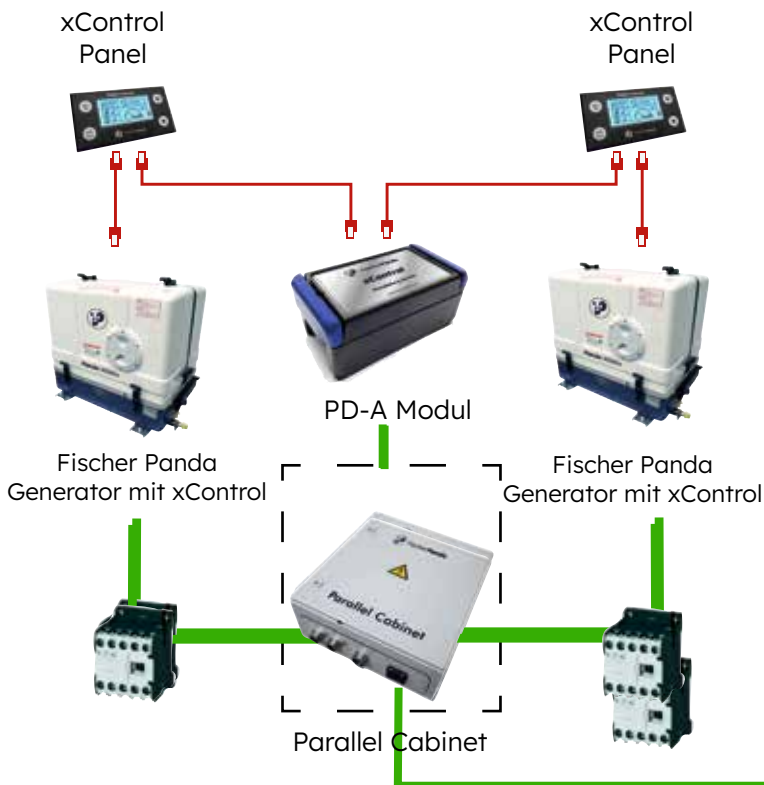 xControl
Panel
xControl
Panel
xControl
PD-A Modul
Fischer Panda
Generator mit xControl
Fischer Panda
Generator mit xControl
Parallel Cabinet
Parallel Cabinet